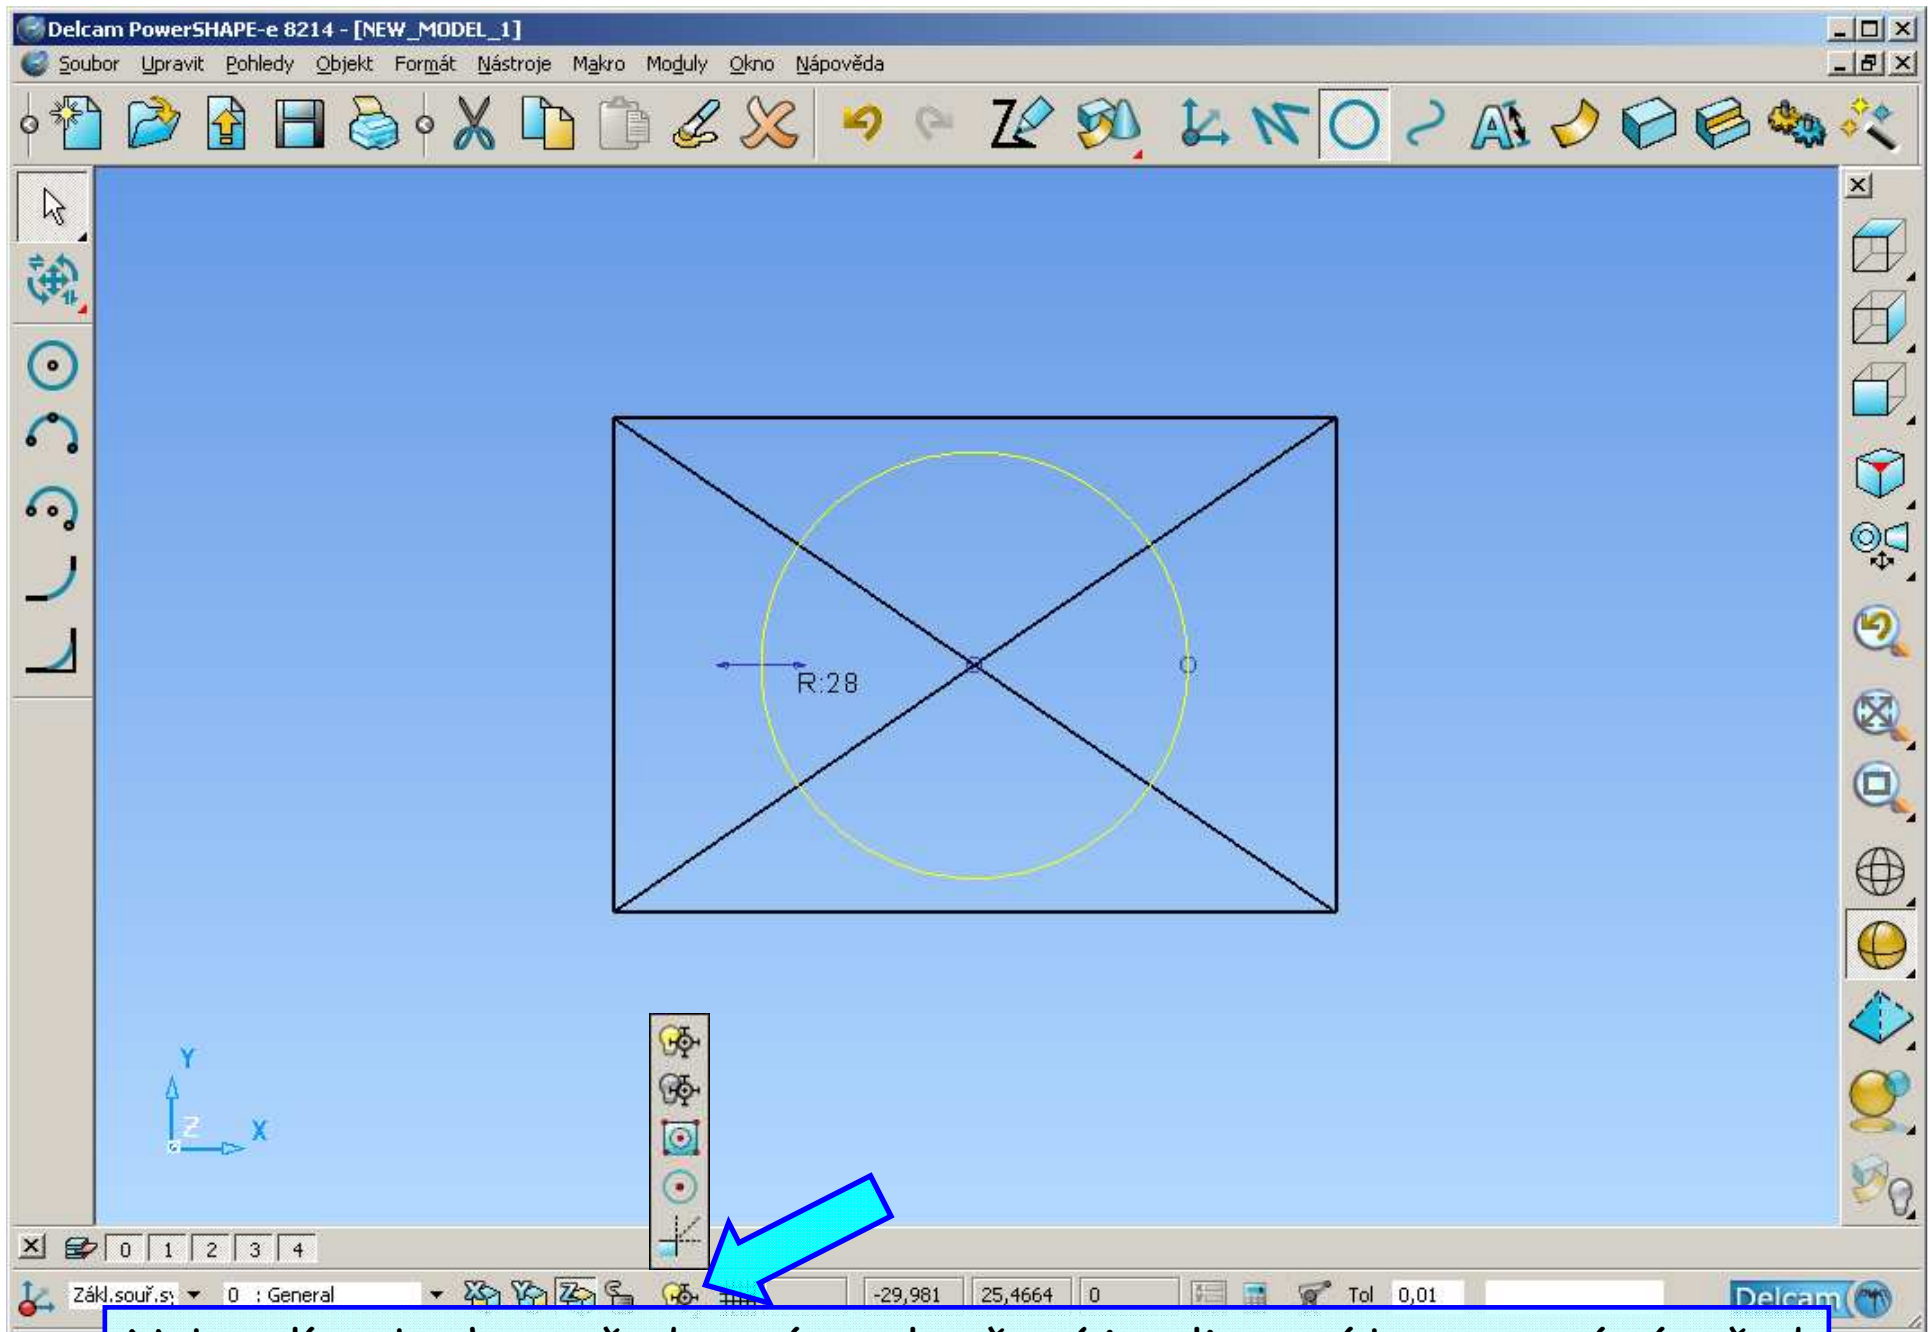 Delcam PowerSHAPE-e 8214 - [NEW_MODEL_1]
Soubor Upravit Pohledy Objekt Formát Nástroje Makro Moduly Okno Nápověda
R:28
Y
Z X
0 1 2 3 4
Zákl.souř.s 0 : General -29,981 25,4664 0 Tol 0,01 Delcam